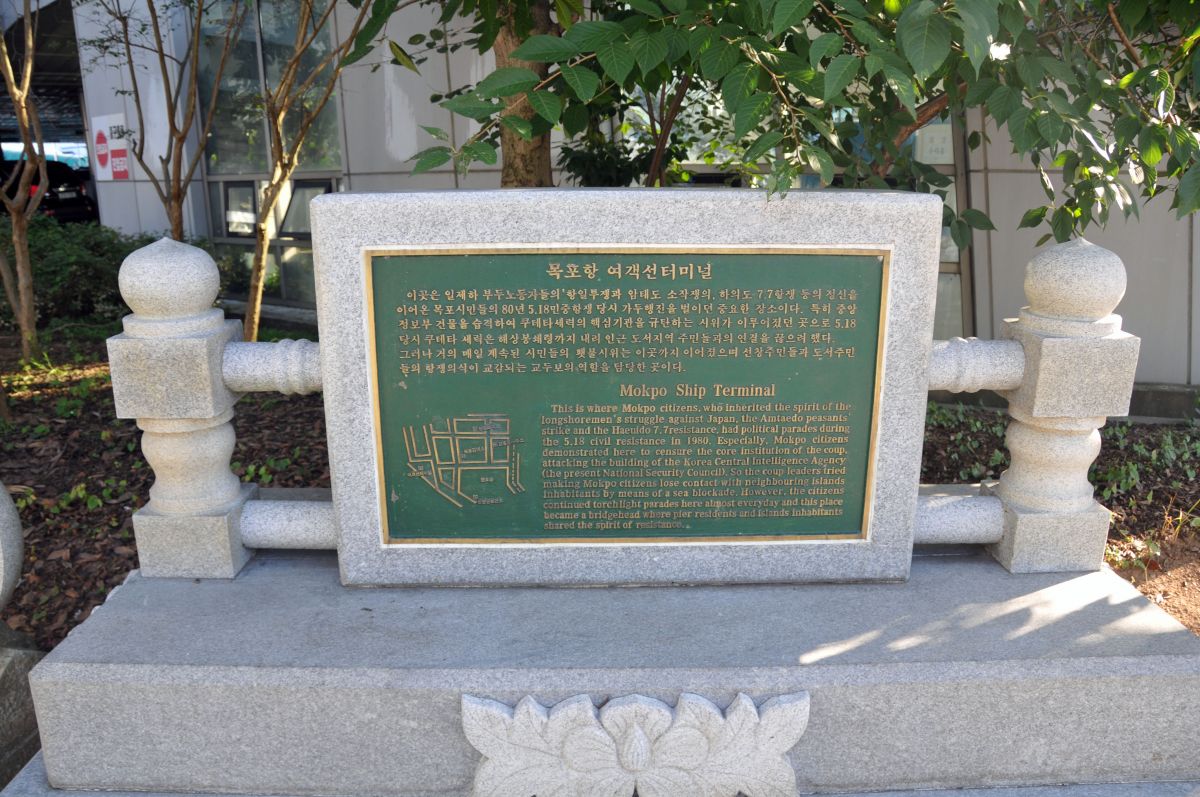 목포항 여객선터미널
이곳은 일제하 부두노동자들의 항일투쟁과 암태도 소작쟁의, 하의도 7.7항쟁 등의 정신을
이어온 목포시민들의 80년 5.18민중항쟁 당시 가두행진을 벌이던 중요한 장소이다. 특히 중앙
정보부 건물을 습격하여 쿠테타세력의 핵심기관을 규단하는 시위가 이루어졌던 곳으로 5.18
당시 쿠테타 세력은 해상봉쇄령까지 내려 인근 도서지역 주민들과의 연결을 끊으려 했다.
그러나 거의 매일 계속된 시민들의 횃불시위는 이곳까지 이어졌으며 선창주민들과 도서주민
들의 항쟁의식이 교감되는 교두보의 역할을 담당한 곳이다.
Mokpo Ship Terminal
This is where Mokpo citizens, who inherited the spirit of the
longshoremen's struggle against Japan, the Amtaedo peasants'
strike and the Haeuido 7.7resistance, had political parades during
the 5.18 civil resistance in 1980. Especially, Mokpo citizens
demonstrated here to censure the core institution of the coup,
attacking the building of the Korea Central Intelligence Agency
(the present National Security Council). So the coup leaders tried
making Mokpo citizens lose contact with neighbouring islands
inhabitants by means of a sea blockade. However, the citizens
continued torchlight parades almost everyday and this place
became a bridgehead where pier residents and islands inhabitants
shared the spirit of resistance.